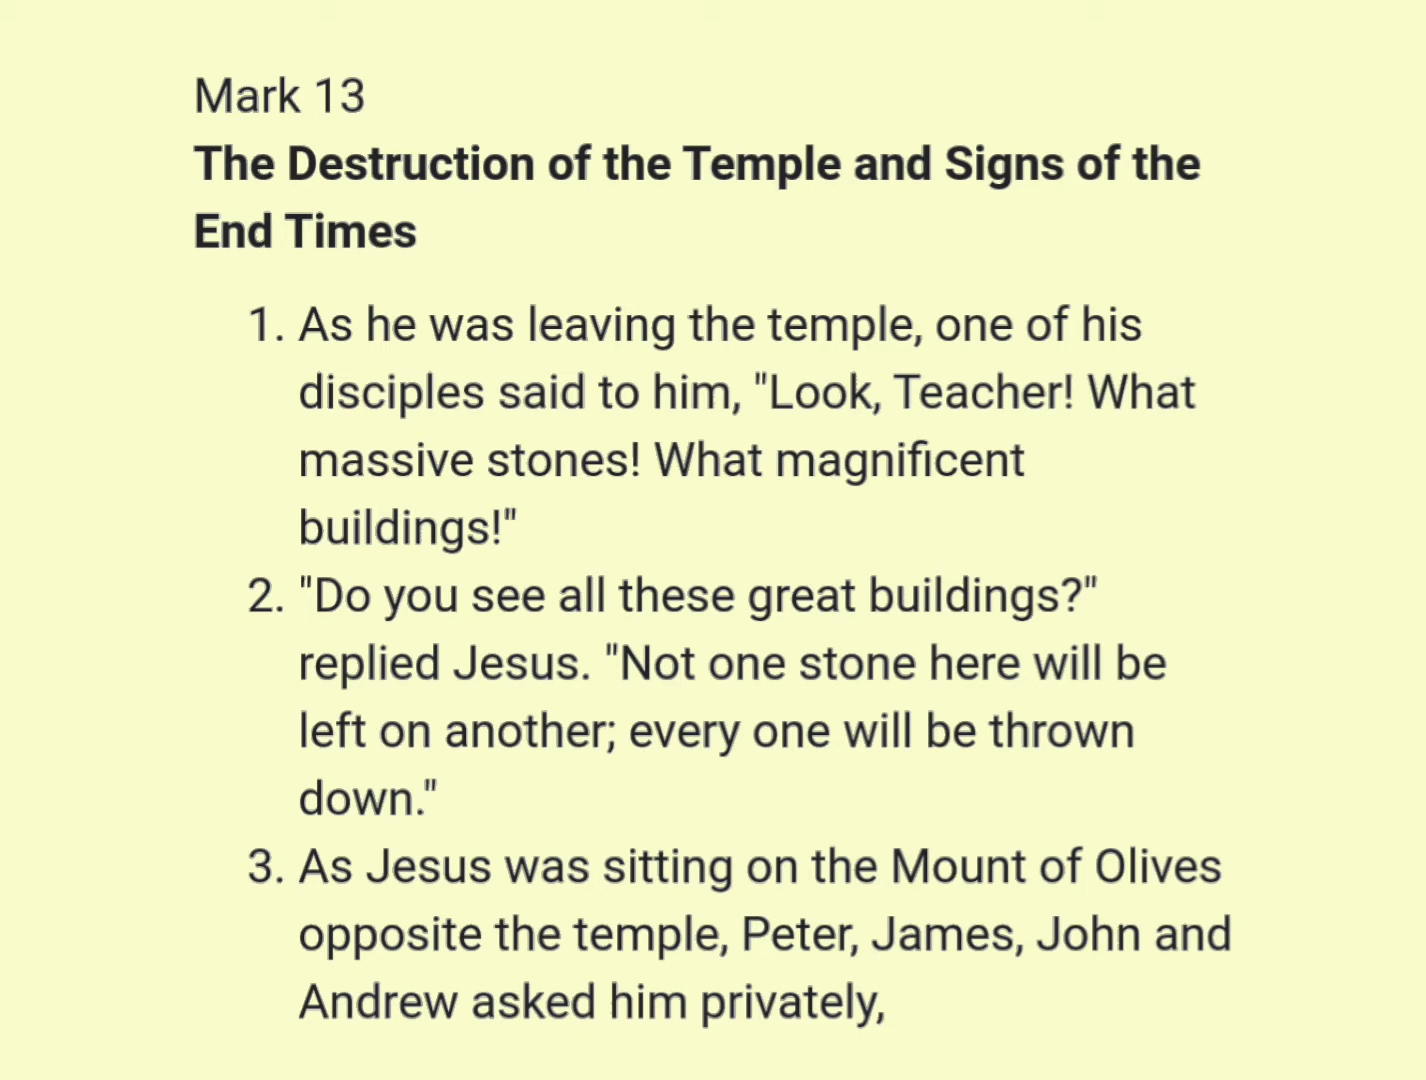 Mark 13
The Destruction of the Temple and Signs of the
End Times
1. As he was leaving the temple, one of his
disciples said to him, "Look, Teacher! What
massive stones! What magnificent
buildings!"
2. "Do you see all these great buildings?"
replied Jesus. "Not one stone here will be
left on another; every one will be thrown
down."
3. As Jesus was sitting on the Mount of Olives
opposite the temple, Peter, James, John and
Andrew asked him privately,